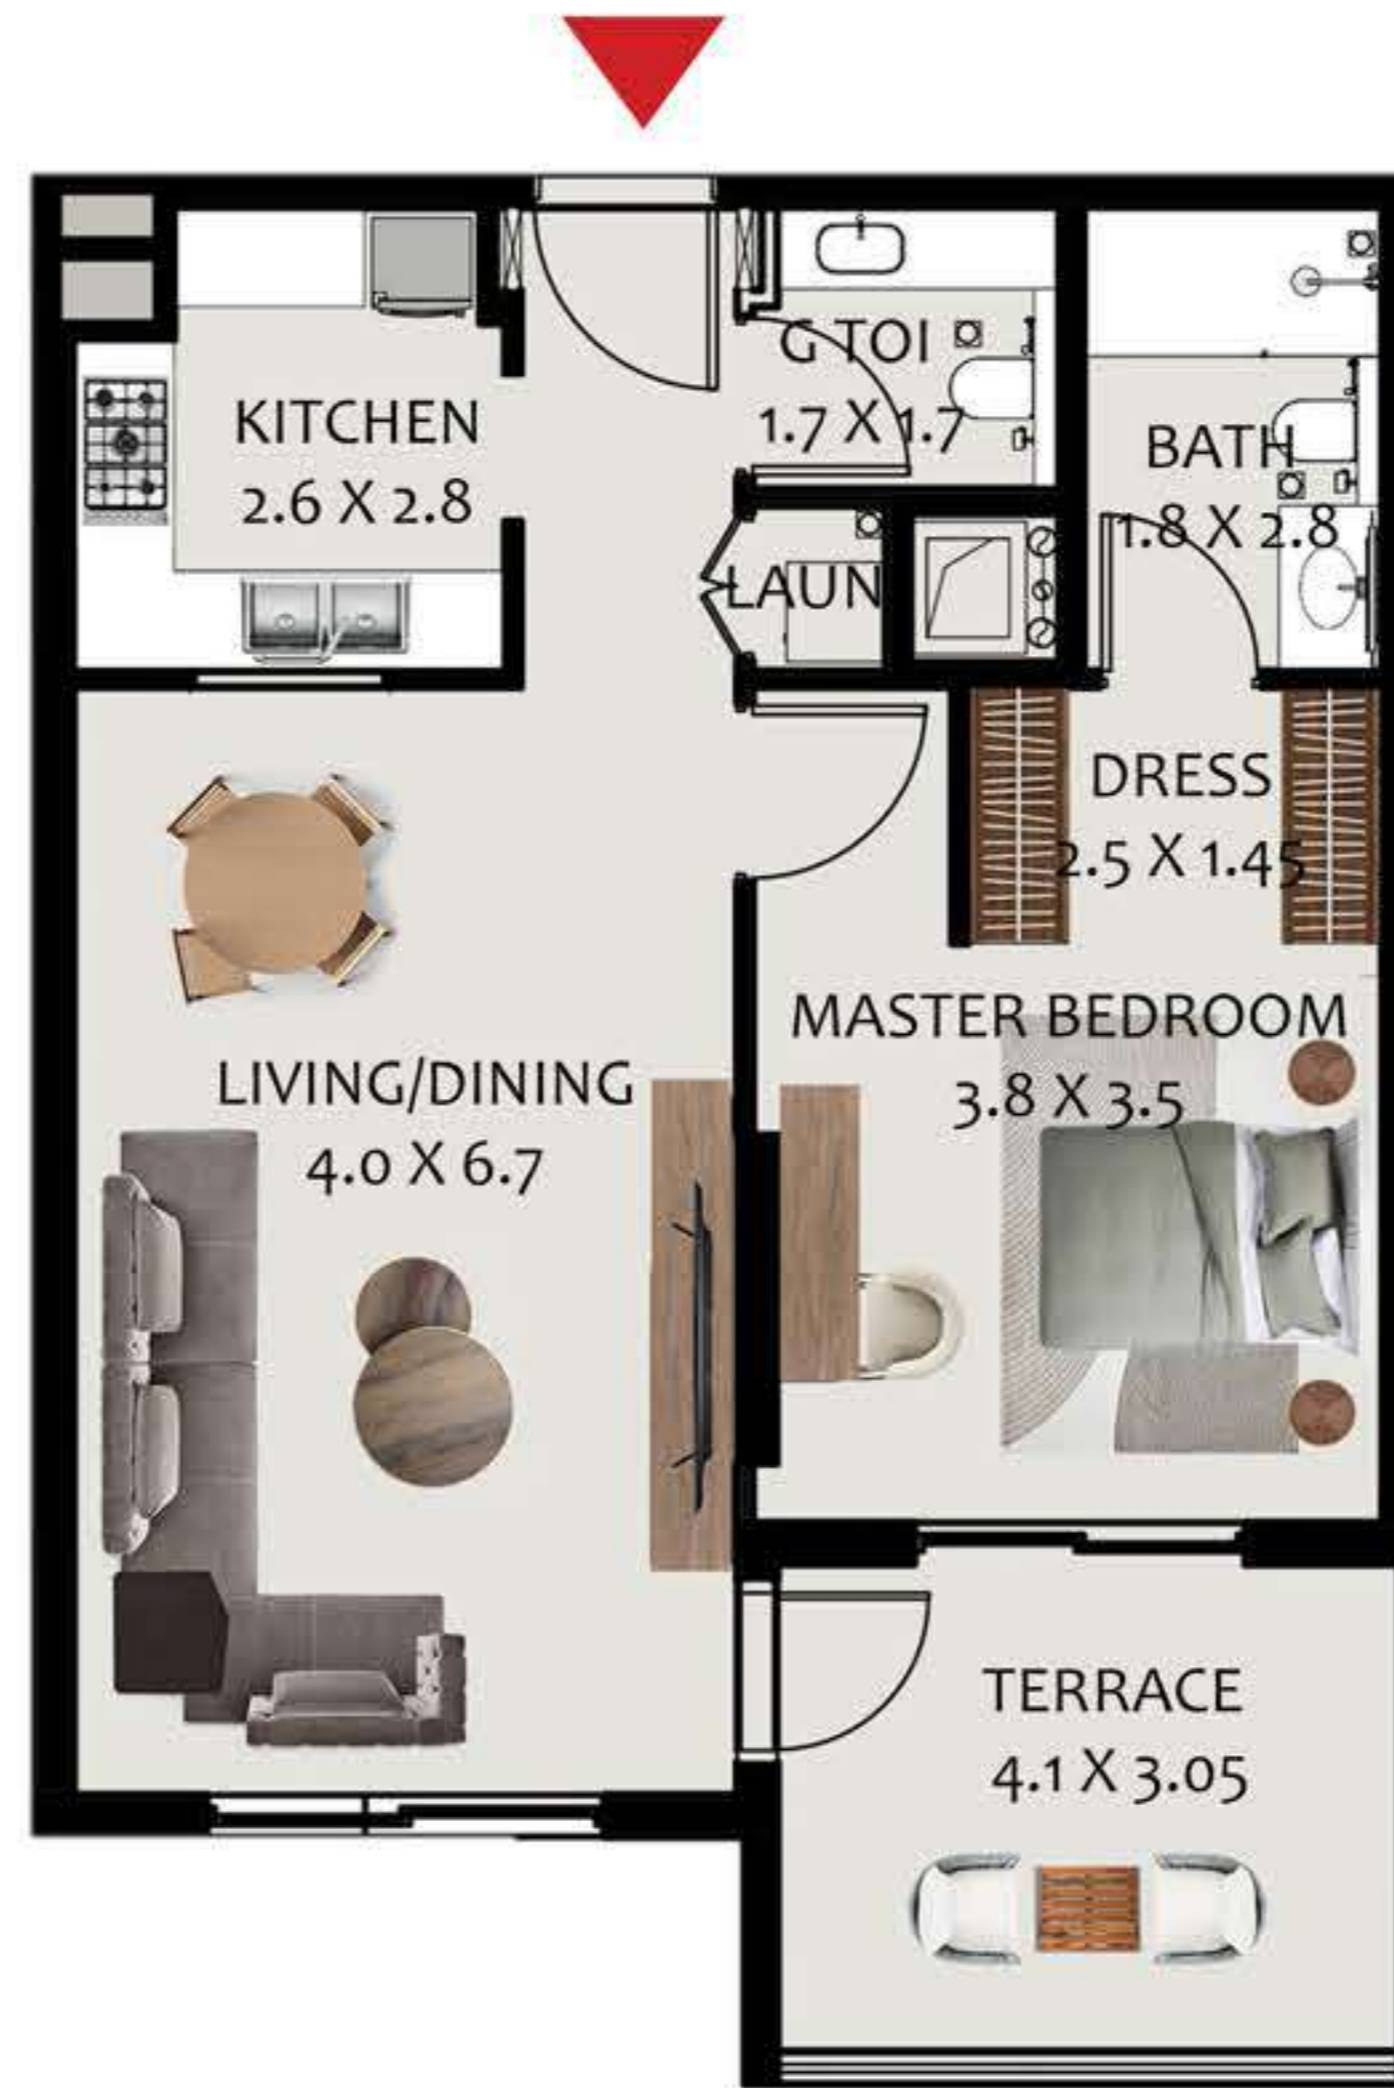 G TOI
1.7 X 1.7
KITCHEN
2.6 X 2.8
BATH
1.8 X 2.8
LAUN
DRESS
2.5 X 1.45
MASTER BEDROOM
3.8 X 3.5
LIVING/DINING
4.0 X 6.7
TERRACE
4.1 X 3.05